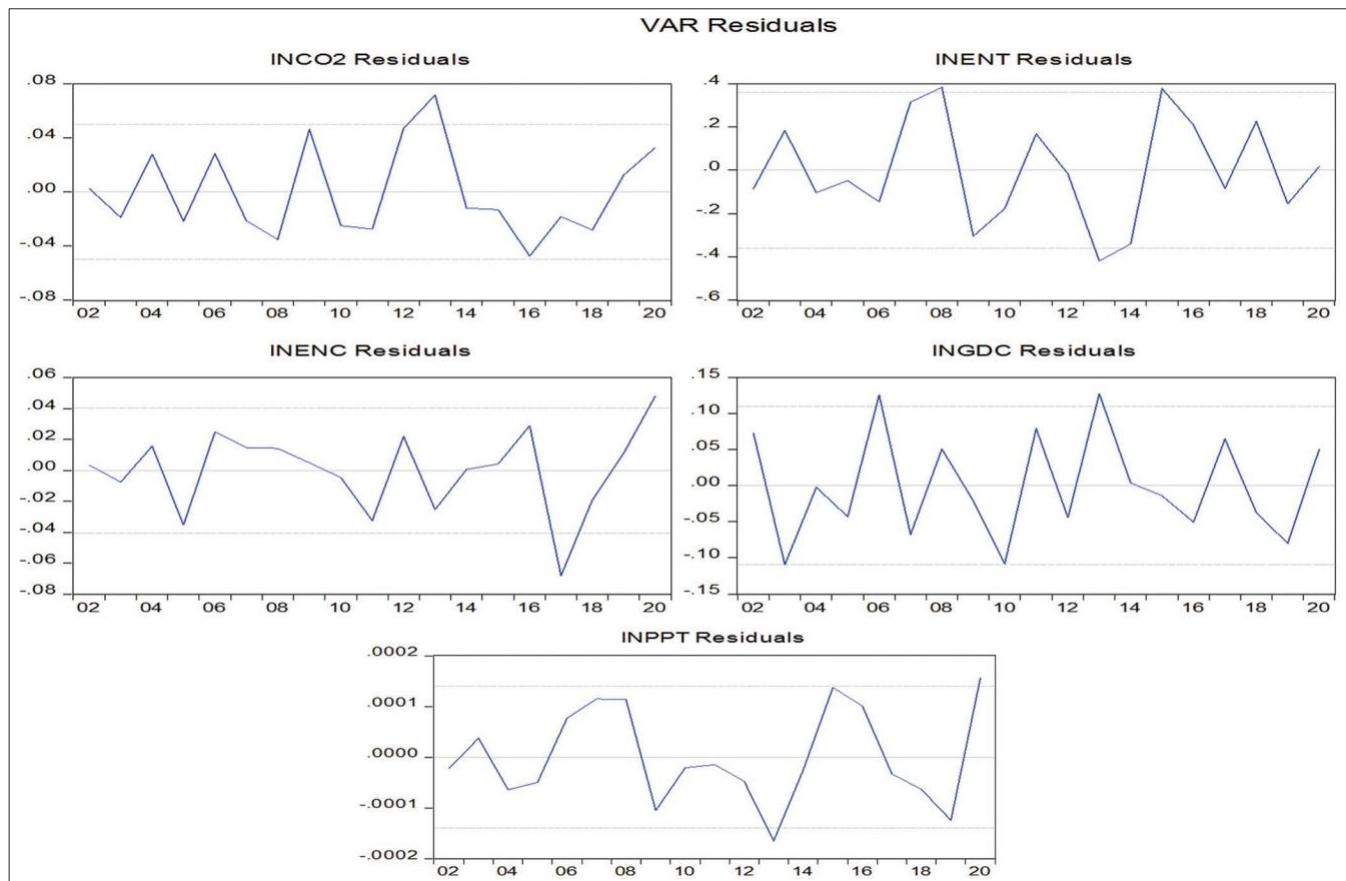 VAR Residuals
INCO2 Residuals
.08
.04
.00
-.04
-.08
02 04 06 08 10 12 14 16 18 20
INENT Residuals
.4
.2
.0
-.2
-.4
-.6
02 04 06 08 10 12 14 16 18 20
INENC Residuals
.06
.04
.02
.00
-.02
-.04
-.06
-.08
02 04 06 08 10 12 14 16 18 20
INGDC Residuals
.15
.10
.05
.00
-.05
-.10
-.15
02 04 06 08 10 12 14 16 18 20
INPPT Residuals
.0002
.0001
.0000
-.0001
-.0002
02 04 06 08 10 12 14 16 18 20